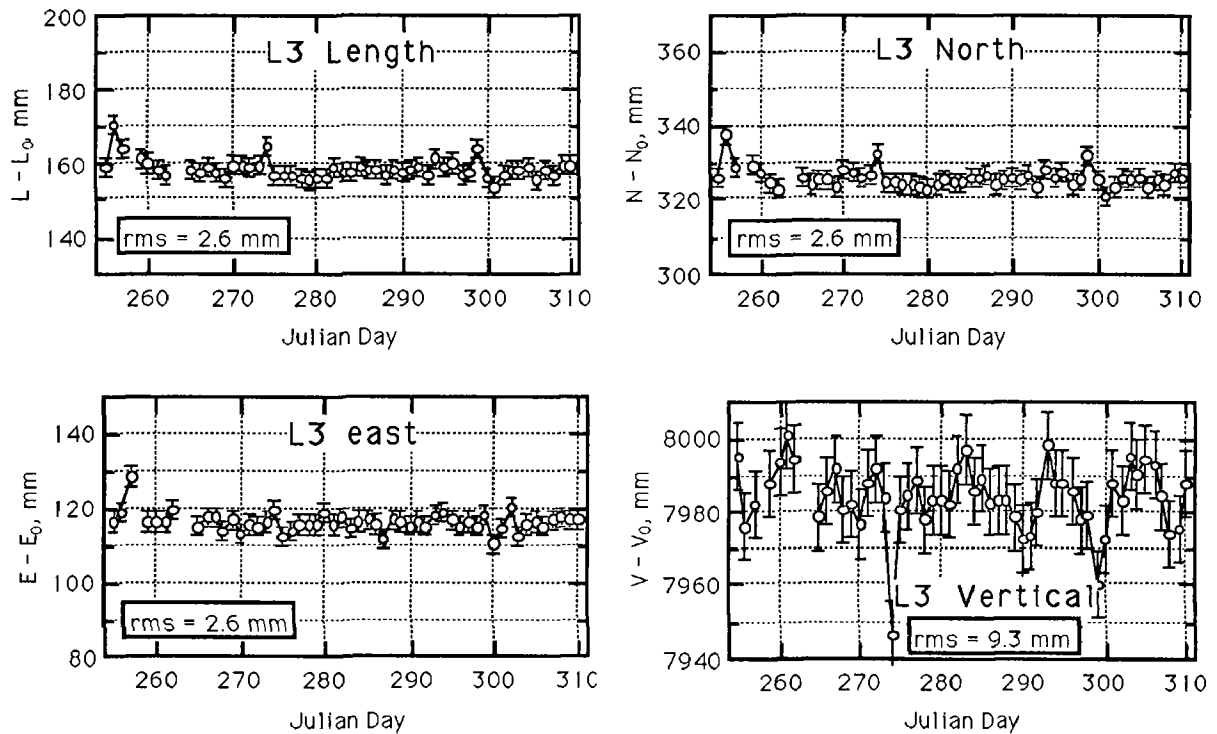 L3 Length
L - L₀, mm
200
180
160
140
rms = 2.6 mm
260 270 280 290 300 310
Julian Day
L3 North
N - N₀, mm
360
340
320
300
rms = 2.6 mm
260 270 280 290 300 310
Julian Day
L3 east
E - E₀, mm
140
120
100
80
rms = 2.6 mm
260 270 280 290 300 310
Julian Day
L3 Vertical
V - V₀, mm
8000
7980
7960
7940
rms = 9.3 mm
260 270 280 290 300 310
Julian Day